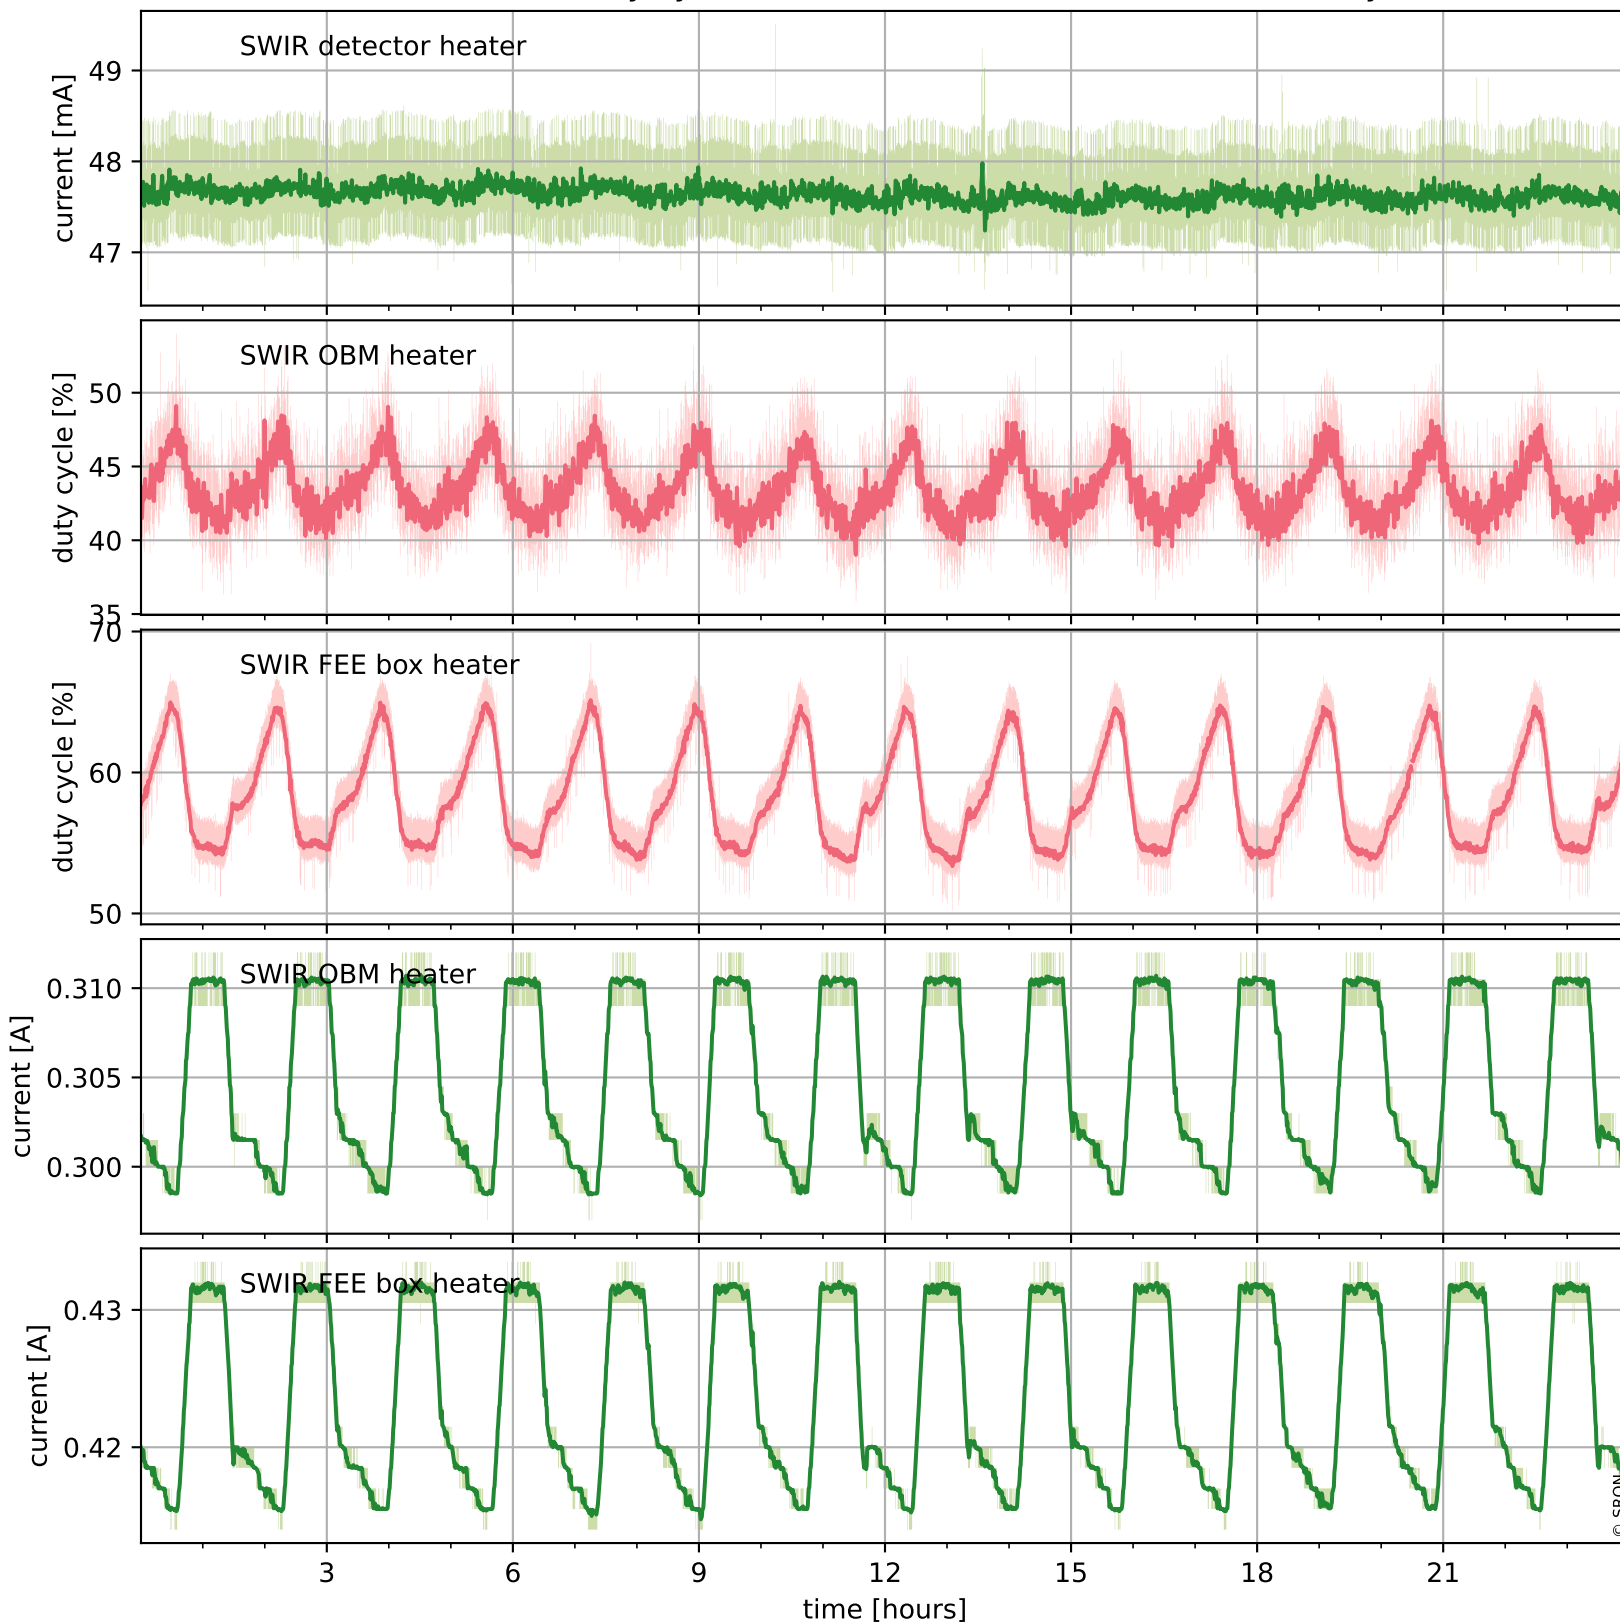 SWIR detector heater
current [mA]
49
48
47
SWIR OBM heater
duty cycle [%]
50
45
40
35
SWIR FEE box heater
duty cycle [%]
70
60
50
SWIR OBM heater
current [A]
0.310
0.305
0.300
SWIR FEE box heater
current [A]
0.43
0.42
3 6 9 12 15 18 21
time [hours]
© SRON